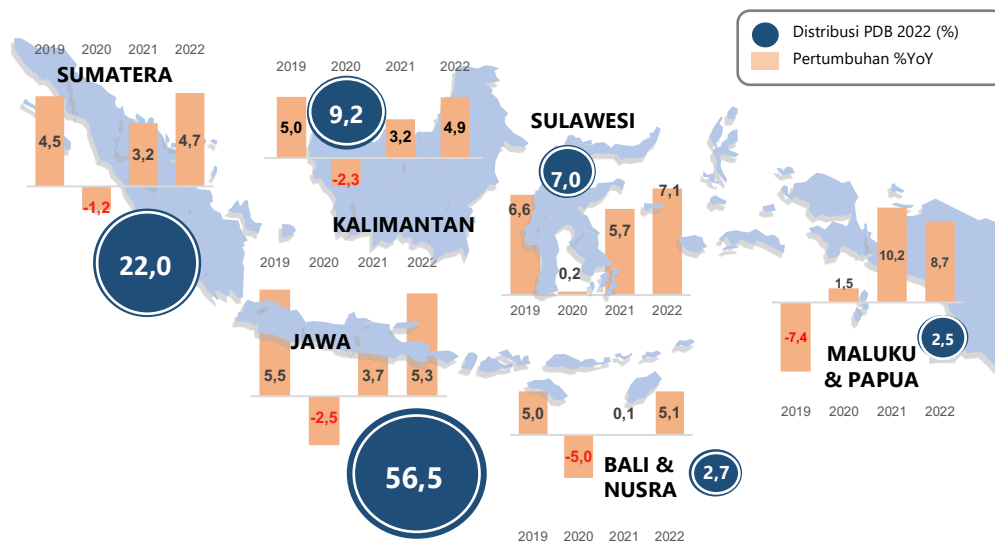 Distribusi PDB 2022 (%)
Pertumbuhan %YoY
2019 2020 2021 2022
SUMATERA
4,5 -1,2 3,2 4,7
22,0
2019 2020 2021 2022
9,2
5,0 -2,3 3,2 4,9
KALIMANTAN
SULAWESI
7,0
6,6 0,2 5,7 7,1
2019 2020 2021 2022
2019 2020 2021 2022
JAWA
5,5 -2,5 3,7 5,3
56,5
5,0 -5,0 0,1 5,1
BALI &
NUSRA
2,7
2019 2020 2021 2022
-7,4 1,5 10,2 8,7
2,5
MALUKU
& PAPUA
2019 2020 2021 2022